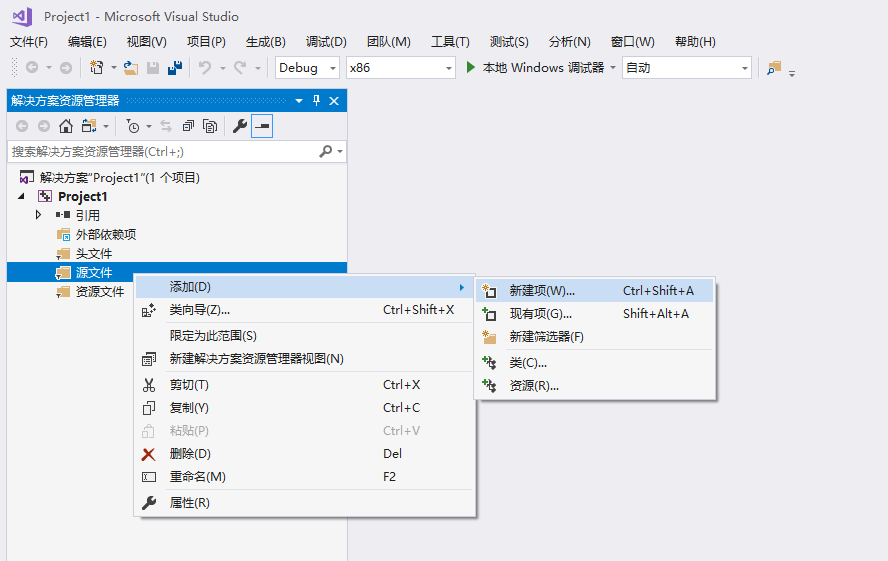 Project1 - Microsoft Visual Studio
文件(F) 编辑(E) 视图(V) 项目(P) 生成(B) 调试(D) 团队(M) 工具(T) 测试(S) 分析(N) 窗口(W) 帮助(H)
Debug x86 本地 Windows 调试器 自动
解决方案资源管理器
搜索解决方案资源管理器(Ctrl+;)
解决方案"Project1"(1 个项目)
Project1
引用
外部依赖项
头文件
源文件
资源文件
添加(D)
类向导(Z)... Ctrl+Shift+X
限定为此范围(S)
新建解决方案资源管理器视图(N)
剪切(T) Ctrl+X
复制(Y) Ctrl+C
粘贴(P) Ctrl+V
删除(D) Del
重命名(M) F2
属性(R)
新建项(W)... Ctrl+Shift+A
现有项(G)... Shift+Alt+A
新建筛选器(F)
类(C)...
资源(R)...